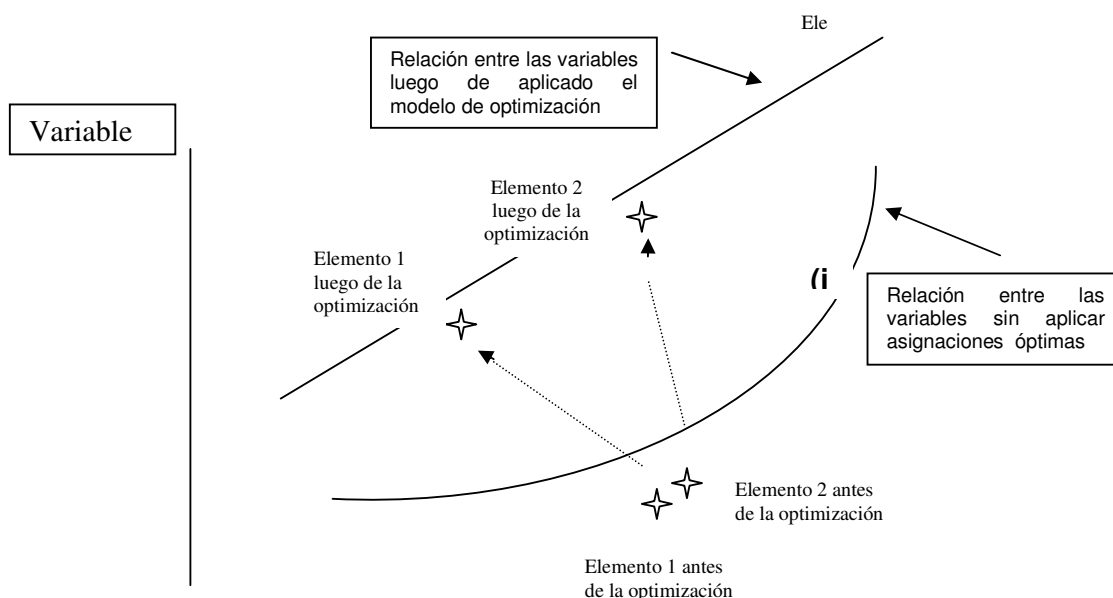 Ele
Relación entre las variables
luego de aplicado el
modelo de optimización
Variable
Elemento 2
luego de la
optimización
Elemento 1
luego de la
optimización
(i
Relación entre las
variables sin aplicar
asignaciones óptimas
Elemento 2 antes
de la optimización
Elemento 1 antes
de la optimización